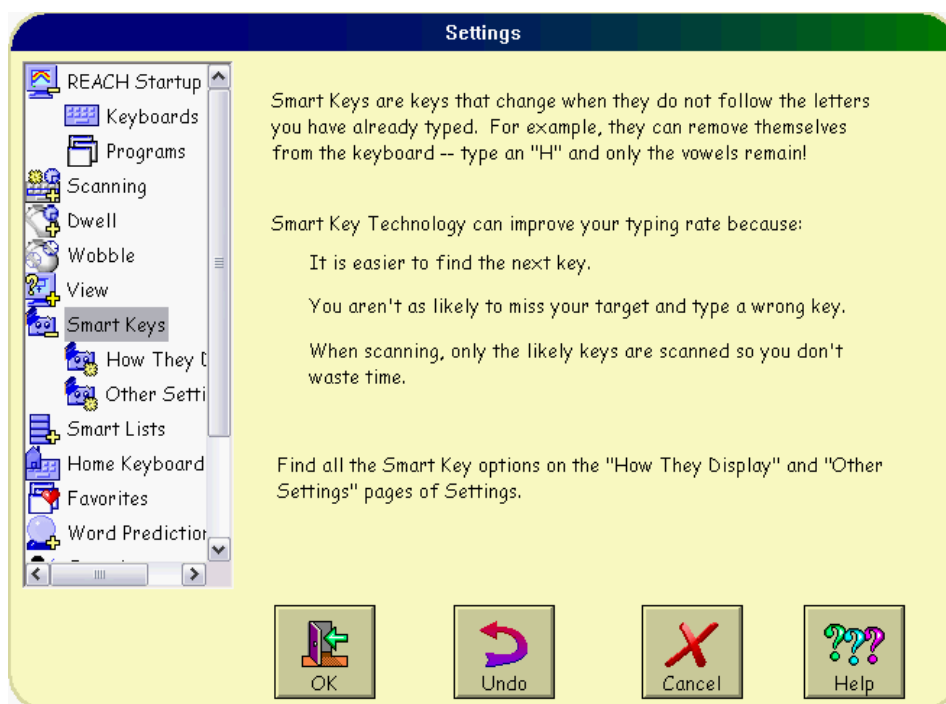 Settings
REACH Startup
Keyboards
Programs
Scanning
Dwell
Wobble
View
Smart Keys
How They
Other Setti
Smart Lists
Home Keyboard
Favorites
Word Prediction
Smart Keys are keys that change when they do not follow the letters
you have already typed. For example, they can remove themselves
from the keyboard -- type an "H" and only the vowels remain!
Smart Key Technology can improve your typing rate because:
It is easier to find the next key.
You aren't as likely to miss your target and type a wrong key.
When scanning, only the likely keys are scanned so you don't
waste time.
Find all the Smart Key options on the "How They Display" and "Other
Settings" pages of Settings.
OK
Undo
Cancel
Help